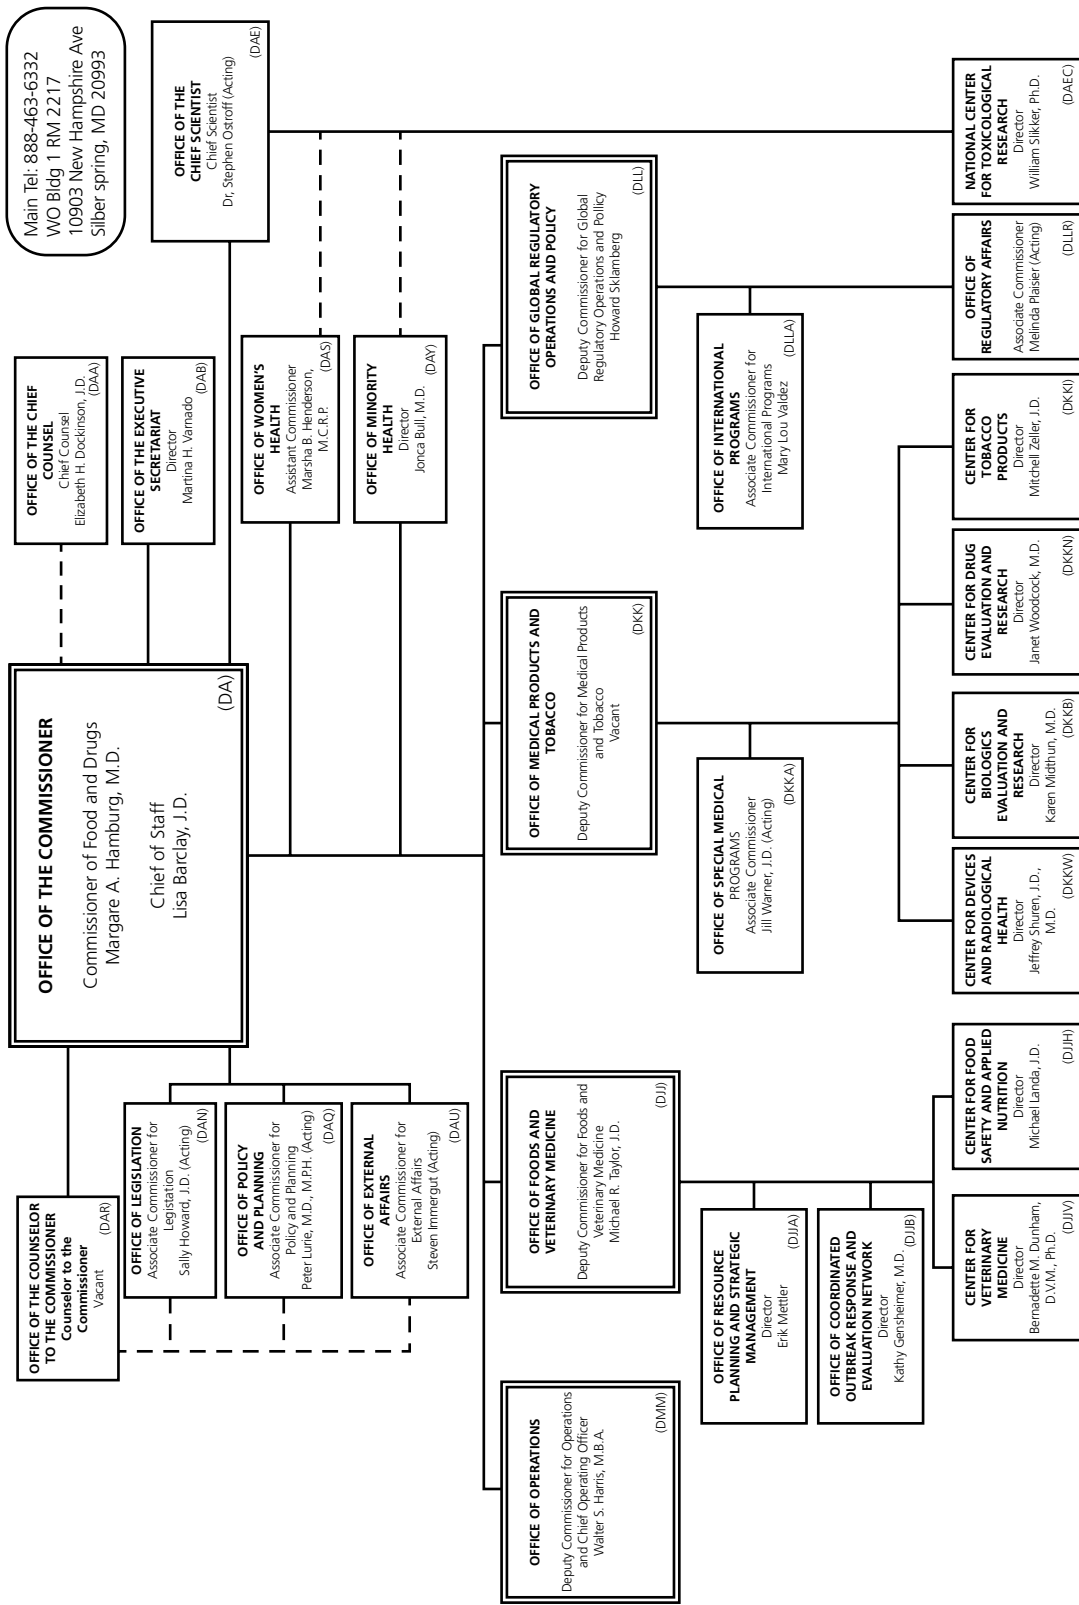 Main Tel: 888-463-6332
WO Bldg 1 RM 2217
10903 New Hampshire Ave
Silber spring, MD 20993
OFFICE OF THE COMMISSIONER
Commissioner of Food and Drugs
Margare A. Hamburg, M.D.
Chief of Staff
Lisa Barclay, J.D.
(DA)
OFFICE OF THE COUNSELOR
TO THE COMMISSIONER
Counselor to the
Commissioner
Vacant
(DAR)
OFFICE OF LEGISLATION
Associate Commissioner for
Legistation
Sally Howard, J.D. (Acting)
(DAN)
OFFICE OF POLICY
AND PLANNING
Associate Commissioner for
Policy and Planning
Peter Lurie, M.D., M.P.H. (Acting)
(DAQ)
OFFICE OF EXTERNAL
AFFAIRS
Associate Commissioner for
External Affairs
Steven Immergut (Acting)
(DAU)
OFFICE OF THE CHIEF
COUNSEL
Chief Counsel
Elizabeth H. Dockinson, J.D.
(DAA)
OFFICE OF THE EXECUTIVE
SECRETARIAT
Director
Martina H. Varnado
(DAB)
OFFICE OF THE
CHIEF SCIENTIST
Chief Scientist
Dr, Stephen Ostroff (Acting)
(DAE)
OFFICE OF WOMEN'S
HEALTH
Assistant Commissioner
Marsha B. Henderson,
M.C.R.P.
(DAS)
OFFICE OF MINORITY
HEALTH
Director
Jonca Bull, M.D.
(DAY)
OFFICE OF OPERATIONS
Deputy Commissioner for Operations
and Chief Operating Officer
Walter S. Harris, M.B.A.
(DMM)
OFFICE OF FOODS AND
VETERINARY MEDICINE
Deputy Commissioner for Foods and
Veterinary Medicine
Michael R. Taylor, J.D.
(DJJ)
OFFICE OF MEDICAL PRODUCTS AND
TOBACCO
Deputy Commissioner for Medical Products
and Tobacco
Vacant
(DKK)
OFFICE OF GLOBAL REGULATORY
OPERATIONS AND POLICY
Deputy Commissioner for Global
Regulatory Operations and Pollicy
Howard Sklamberg
(DLL)
OFFICE OF RESOURCE
PLANNING AND STRATEGIC
MANAGEMENT
Director
Erik Mettler
(DJJA)
OFFICE OF COORDINATED
OUTBREAK RESPONSE AND
EVALUATION NETWORK
Director
Kathy Gensheimer, M.D.
(DJJB)
OFFICE OF SPECIAL MEDICAL
PROGRAMS
Associate Commissioner
Jill Warner, J.D. (Acting)
(DKKA)
OFFICE OF INTERNATIONAL
PROGRAMS
Associate Commissioner for
International Programs
Mary Lou Valdez
(DLLA)
CENTER FOR
VETERINARY
MEDICINE
Director
Bernadette M. Dunham,
D.V.M., Ph.D.
(DJJV)
CENTER FOR FOOD
SAFETY AND APPLIED
NUTRITION
Director
Michael Landa, J.D.
(DJJH)
CENTER FOR DEVICES
AND RADIOLOGICAL
HEALTH
Director
Jeffrey Shuren, J.D.,
M.D.
(DKKW)
CENTER FOR
BIOLOGICS
EVALUATION AND
RESEARCH
Director
Karen Midthun, M.D.
(DKKB)
CENTER FOR DRUG
EVALUATION AND
RESEARCH
Director
Janet Woodcock, M.D.
(DKKN)
CENTER FOR
TOBACCO
PRODUCTS
Director
Mitchell Zeller, J.D.
(DKKI)
OFFICE OF
REGULATORY AFFAIRS
Associate Commissioner
Melinda Plaisier (Acting)
(DLLR)
NATIONAL CENTER
FOR TOXICOLOGICAL
RESEARCH
Director
William Slikker, Ph.D.
(DAEC)